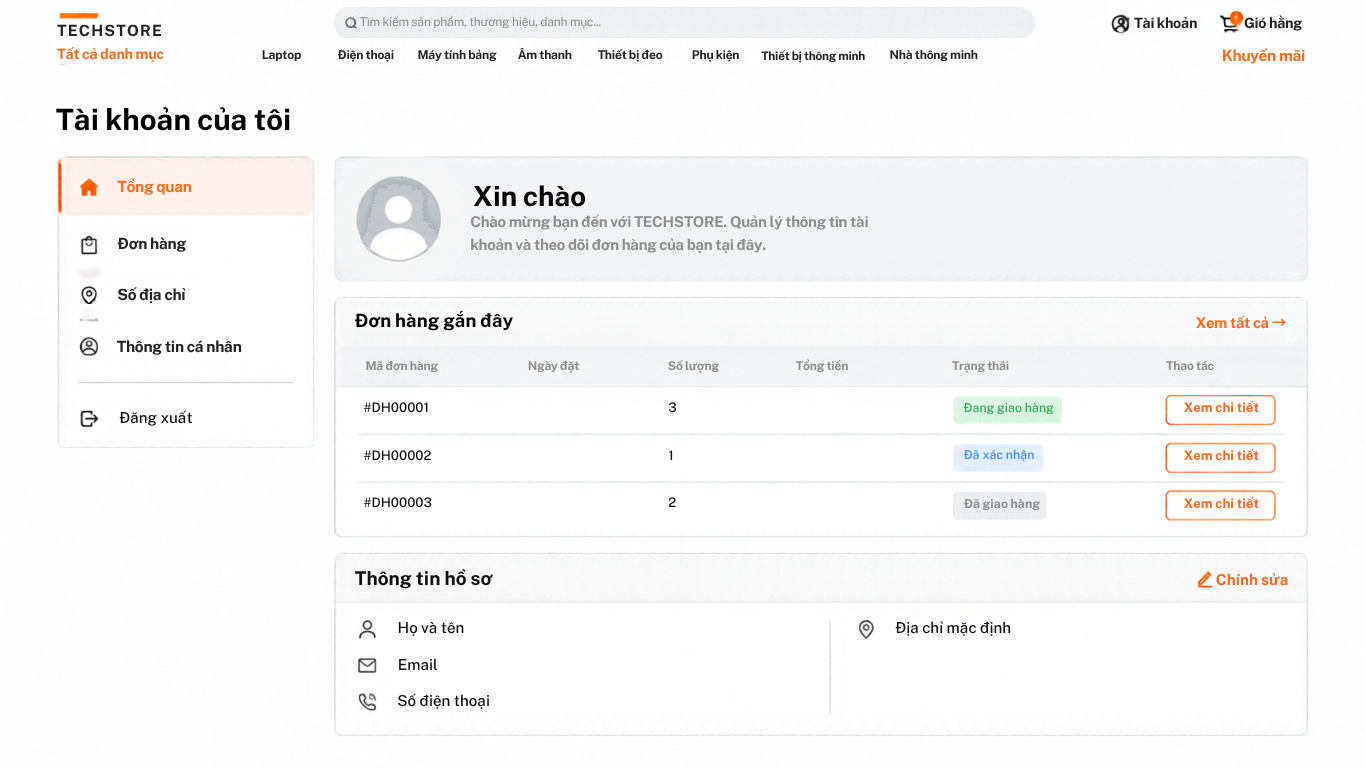 TECHSTORE
Tìm kiếm sản phẩm, thương hiệu, danh mục...
Tài khoản
Gió hằng
Tất cả danh mục
Laptop
Điện thoại
Máy tính bảng
Âm thanh
Thiết bị đeo
Phụ kiện
Thiết bị thông minh
Nhà thông minh
Khuyến mãi
Tài khoản của tôi
Tổng quan
Đơn hàng
Số địa chỉ
Thông tin cá nhân
Đăng xuất
Xin chào
Chào mừng bạn đến với TECHSTORE. Quản lý thông tin tài
khoản và theo dõi đơn hàng của bạn tại đây.
Đơn hàng gắn đây
Xem tất cả →
Mã đơn hàng Ngày đặt Số lượng Tổng tiền Trạng thái Thao tác
#DH00001 3 Đang giao hàng Xem chi tiết
#DH00002 1 Đã xác nhận Xem chi tiết
#DH00003 2 Đã giao hàng Xem chi tiết
Thông tin hồ sơ
Chính sửa
Họ và tên
Email
Số điện thoại
Địa chỉ mặc định